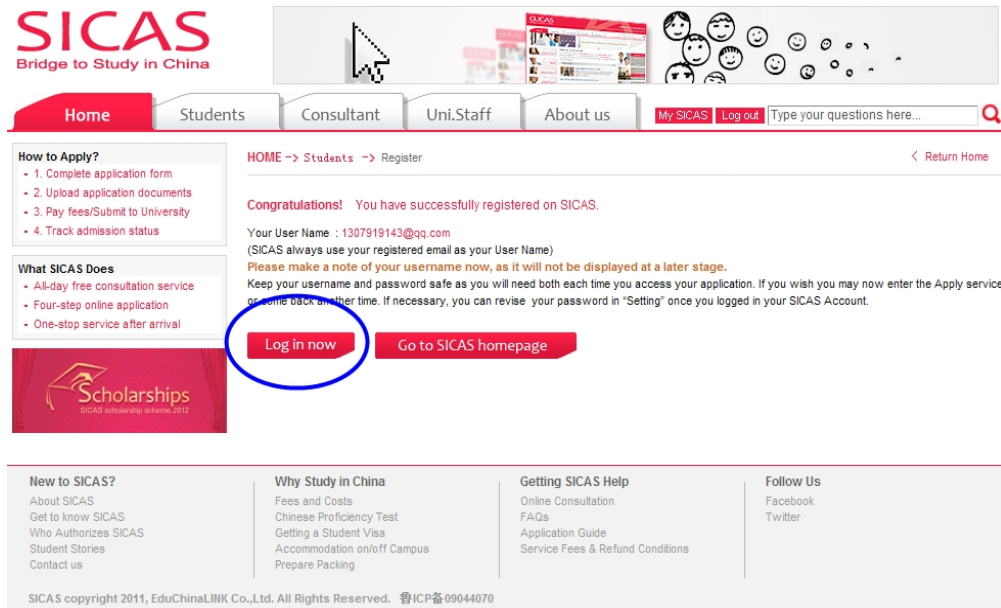 SICAS
Bridge to Study in China
CUCAS
Home
Students
Consultant
Uni.Staff
About us
My SICAS
Log out
Type your questions here...
How to Apply?
1. Complete application form
2. Upload application documents
3. Pay fees/Submit to University
4. Track admission status
What SICAS Does
All-day free consultation service
Four-step online application
One-stop service after arrival
Scholarships
SICAS scholarship scheme 2012
HOME -> Students -> Register
< Return Home
Congratulations! You have successfully registered on SICAS.
Your User Name : 1307919143@qq.com
(SICAS always use your registered email as your User Name)
Please make a note of your username now, as it will not be displayed at a later stage.
Keep your username and password safe as you will need both each time you access your application. If you wish you may now enter the Apply service
or come back another time. If necessary, you can revise your password in “Setting” once you logged in your SICAS Account.
Log in now
Go to SICAS homepage
New to SICAS?
About SICAS
Get to know SICAS
Who Authorizes SICAS
Student Stories
Contact us
Why Study in China
Fees and Costs
Chinese Proficiency Test
Getting a Student Visa
Accommodation on/off Campus
Prepare Packing
Getting SICAS Help
Online Consultation
FAQs
Application Guide
Service Fees & Refund Conditions
Follow Us
Facebook
Twitter
SICAS copyright 2011, EduChinaLINK Co.,Ltd. All Rights Reserved. 鲁ICP备09044070